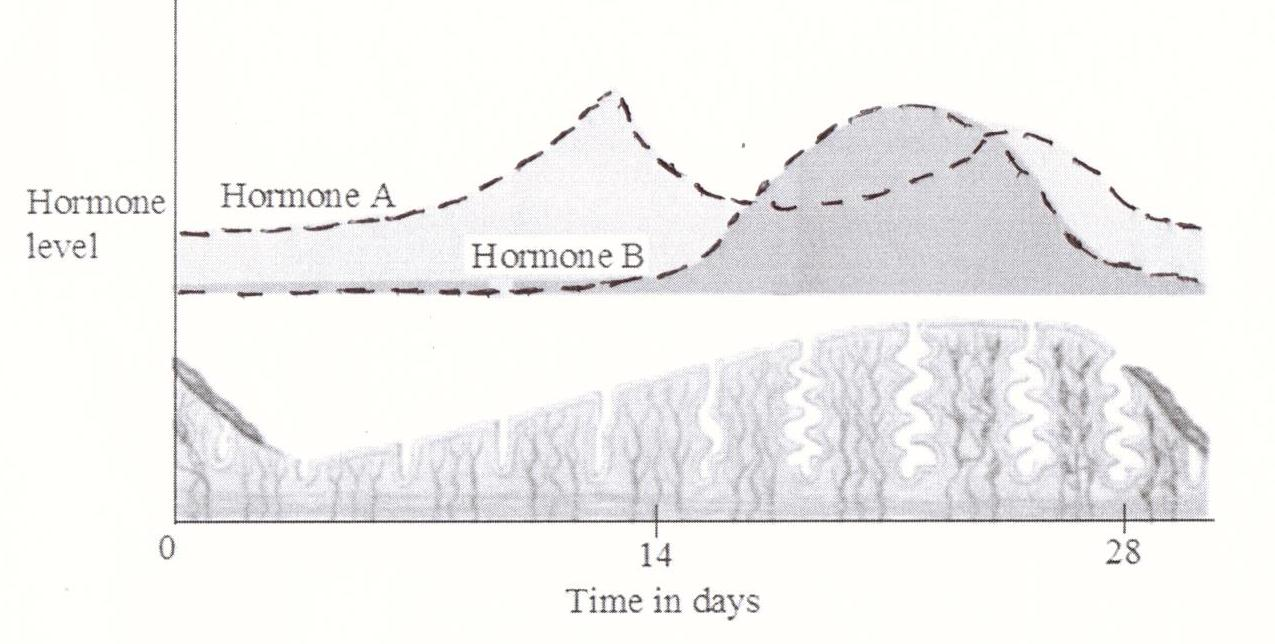 Hormone
level
Hormone A
Hormone B
0
14
28
Time in days